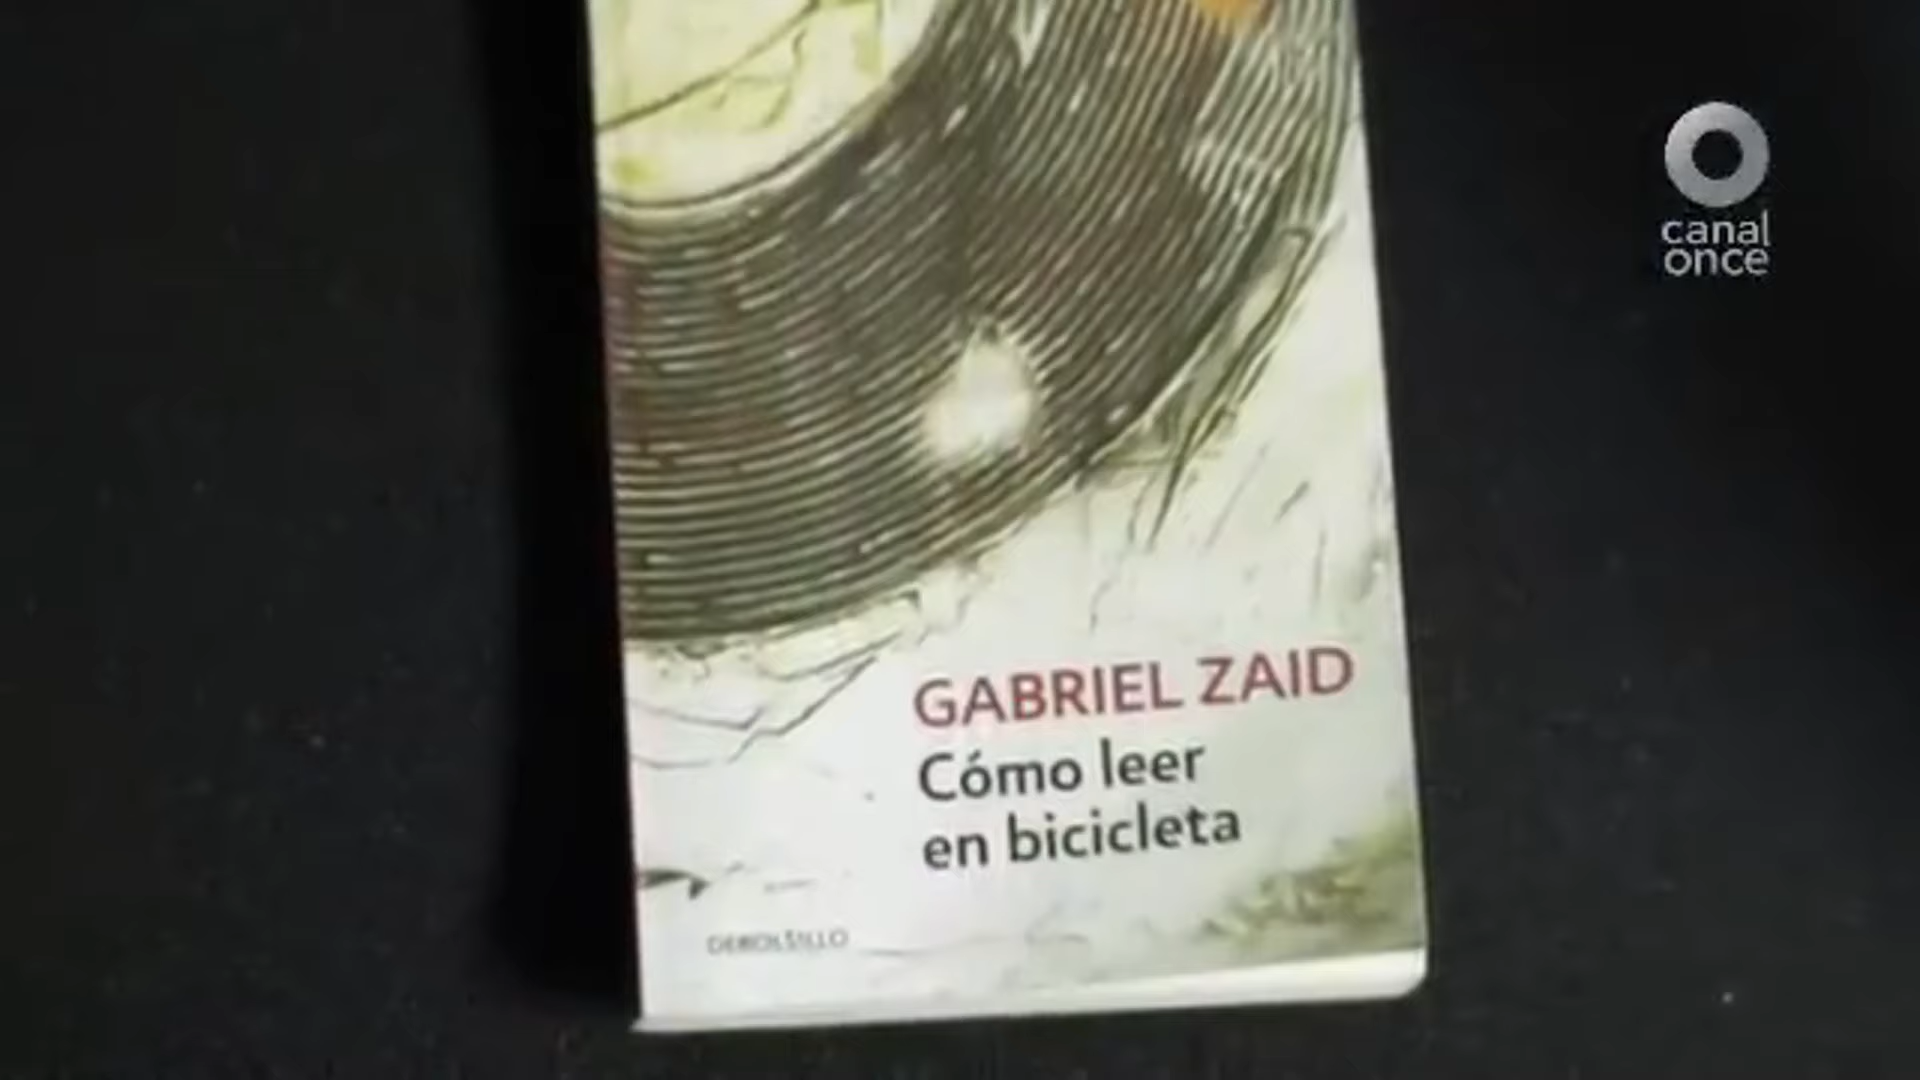 canal
once
GABRIEL ZAID
Cómo leer
en bicicleta
DEBOLSILLO